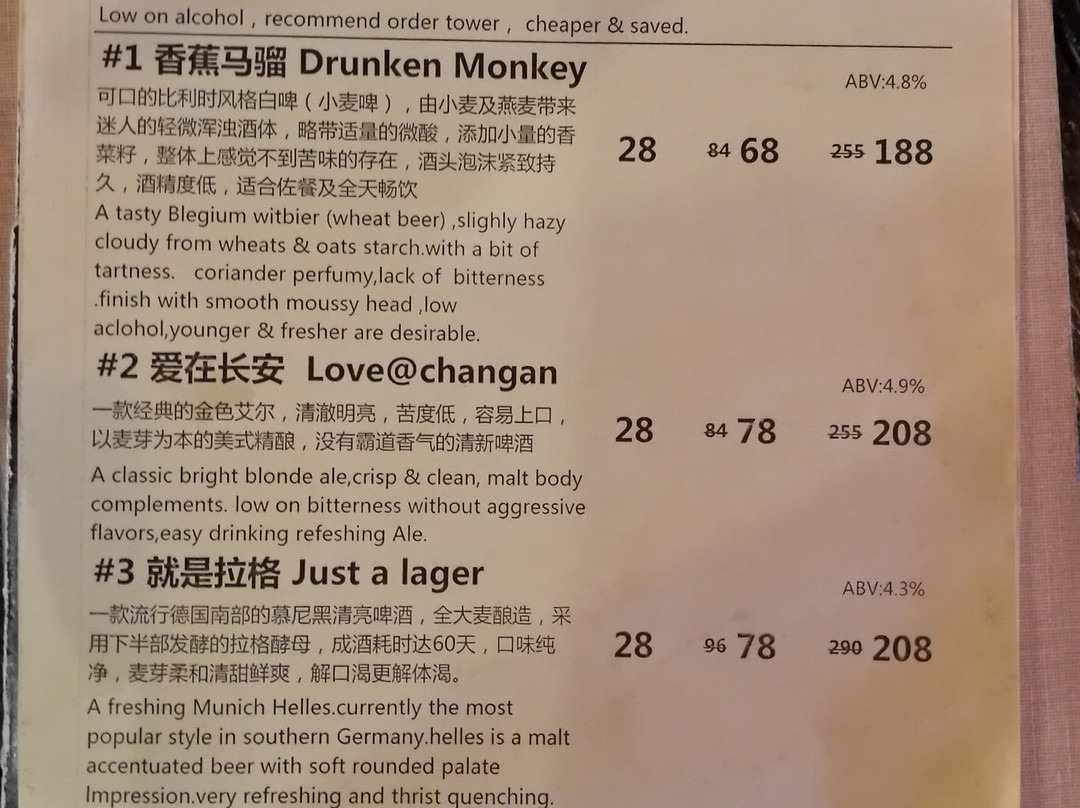 Low on alcohol , recommend order tower , cheaper & saved.
#1 香蕉马骝 Drunken Monkey
ABV:4.8%
可口的比利时风格白啤（小麦啤），由小麦及燕麦带来
迷人的轻微浑浊酒体，略带适量的微酸，添加小量的香
菜籽，整体上感觉不到苦味的存在，酒头泡沫紧致持
久，酒精度低，适合佐餐及全天畅饮
28 84 68 255 188
A tasty Blegium witbier (wheat beer) ,slighly hazy
cloudy from wheats & oats starch.with a bit of
tartness. coriander perfumy,lack of bitterness
.finish with smooth moussy head ,low
aclohol,younger & fresher are desirable.
#2 爱在长安 Love@changan
ABV:4.9%
一款经典的金色艾尔，清澈明亮，苦度低，容易上口，
以麦芽为本的美式精酿，没有霸道香气的清新啤酒
28 84 78 255 208
A classic bright blonde ale,crisp & clean, malt body
complements. low on bitterness without aggressive
flavors,easy drinking refeshing Ale.
#3 就是拉格 Just a lager
ABV:4.3%
一款流行德国南部的慕尼黑清亮啤酒，全大麦酿造，采
用下半部发酵的拉格酵母，成酒耗时达60天，口味纯
净，麦芽柔和清甜鲜爽，解口渴更解体渴。
28 96 78 290 208
A freshing Munich Helles.currently the most
popular style in southern Germany.helles is a malt
accentuated beer with soft rounded palate
Impression.very refreshing and thrist quenching.